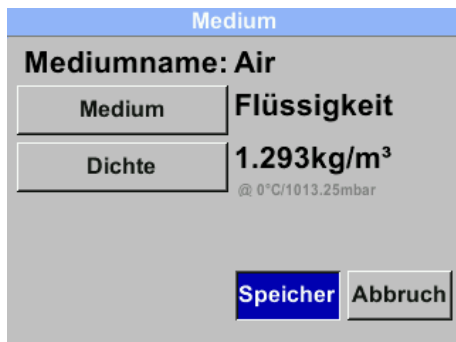 Medium
Mediumname: Air
Medium Flüssigkeit
Dichte 1.293kg/m³
@ 0°C/1013.25mbar
Speicher Abbruch